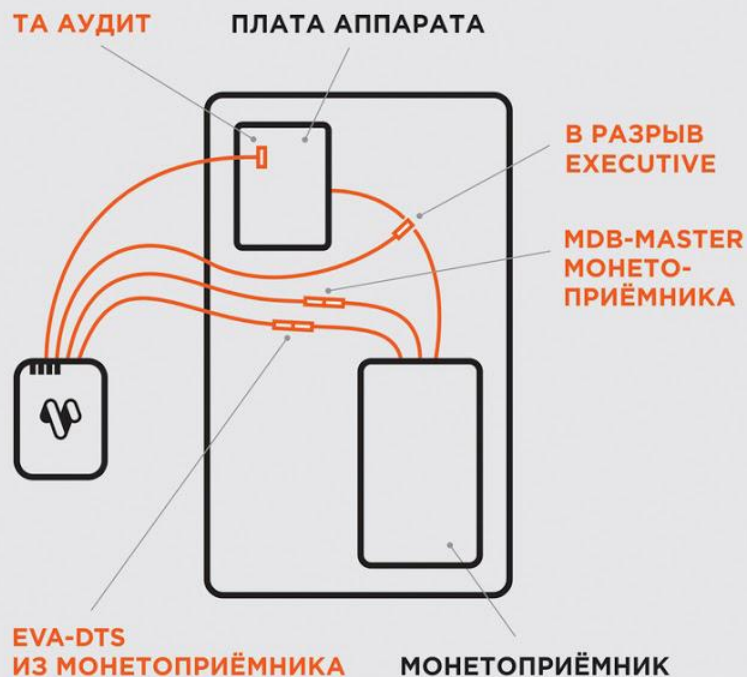 ТА АУДИТ
ПЛАТА АППАРАТА
В РАЗРЫВ
EXECUTIVE
MDB-MASTER
МОНЕТО-
ПРИЁМНИКА
EVA-DTS
ИЗ МОНЕТОПРИЁМНИКА
МОНЕТОПРИЁМНИК